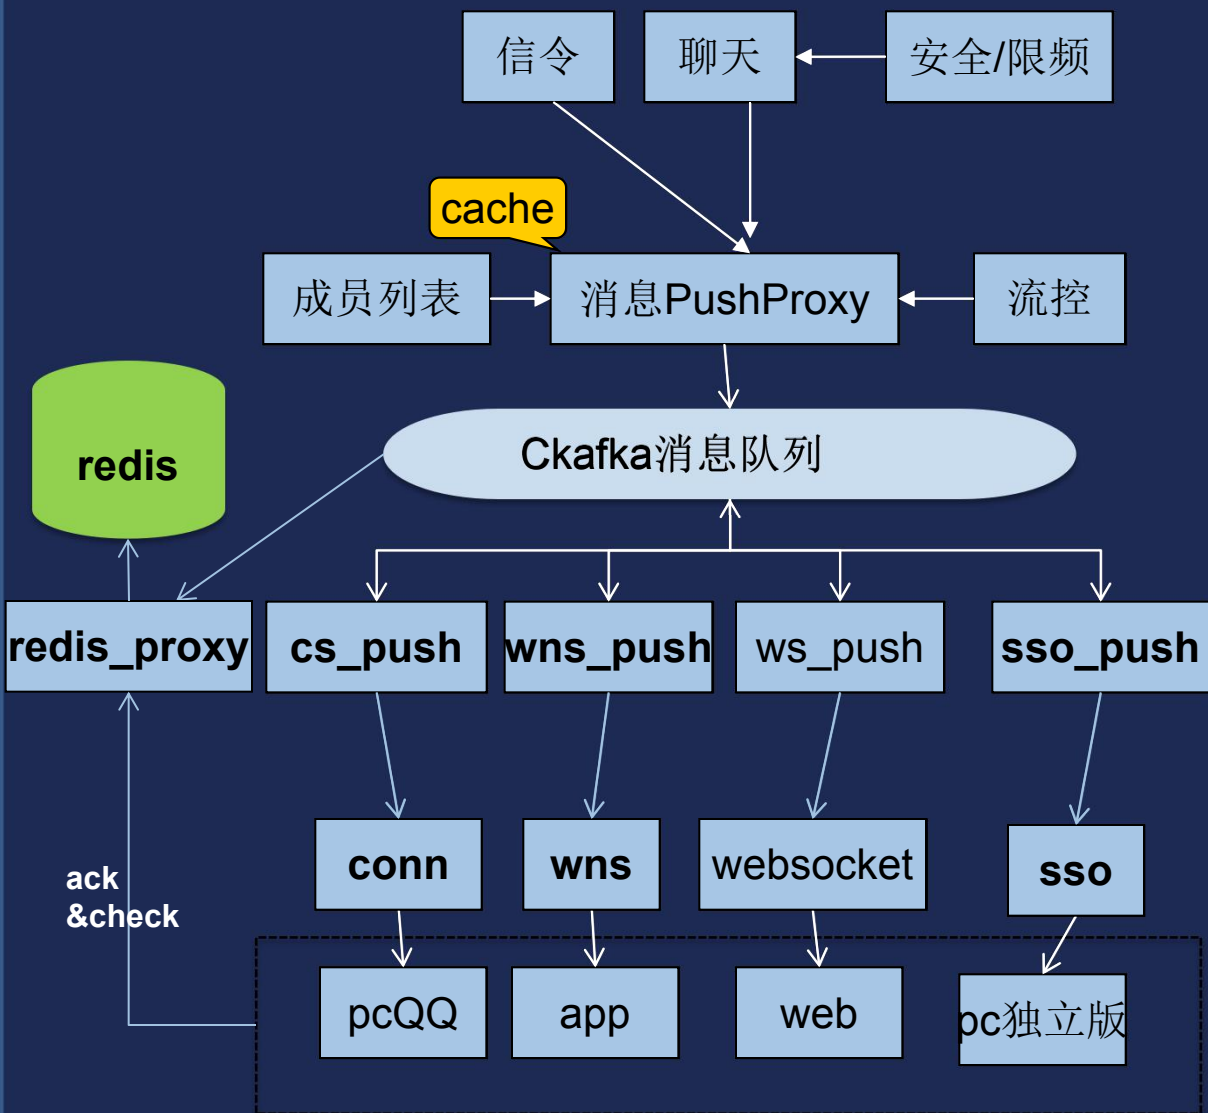 信令
聊天
安全/限频
cache
成员列表
消息PushProxy
流控
redis
Ckafka消息队列
redis_proxy
cs_push
wns_push
ws_push
sso_push
conn
wns
websocket
sso
ack
&check
pcQQ
app
web
pc独立版